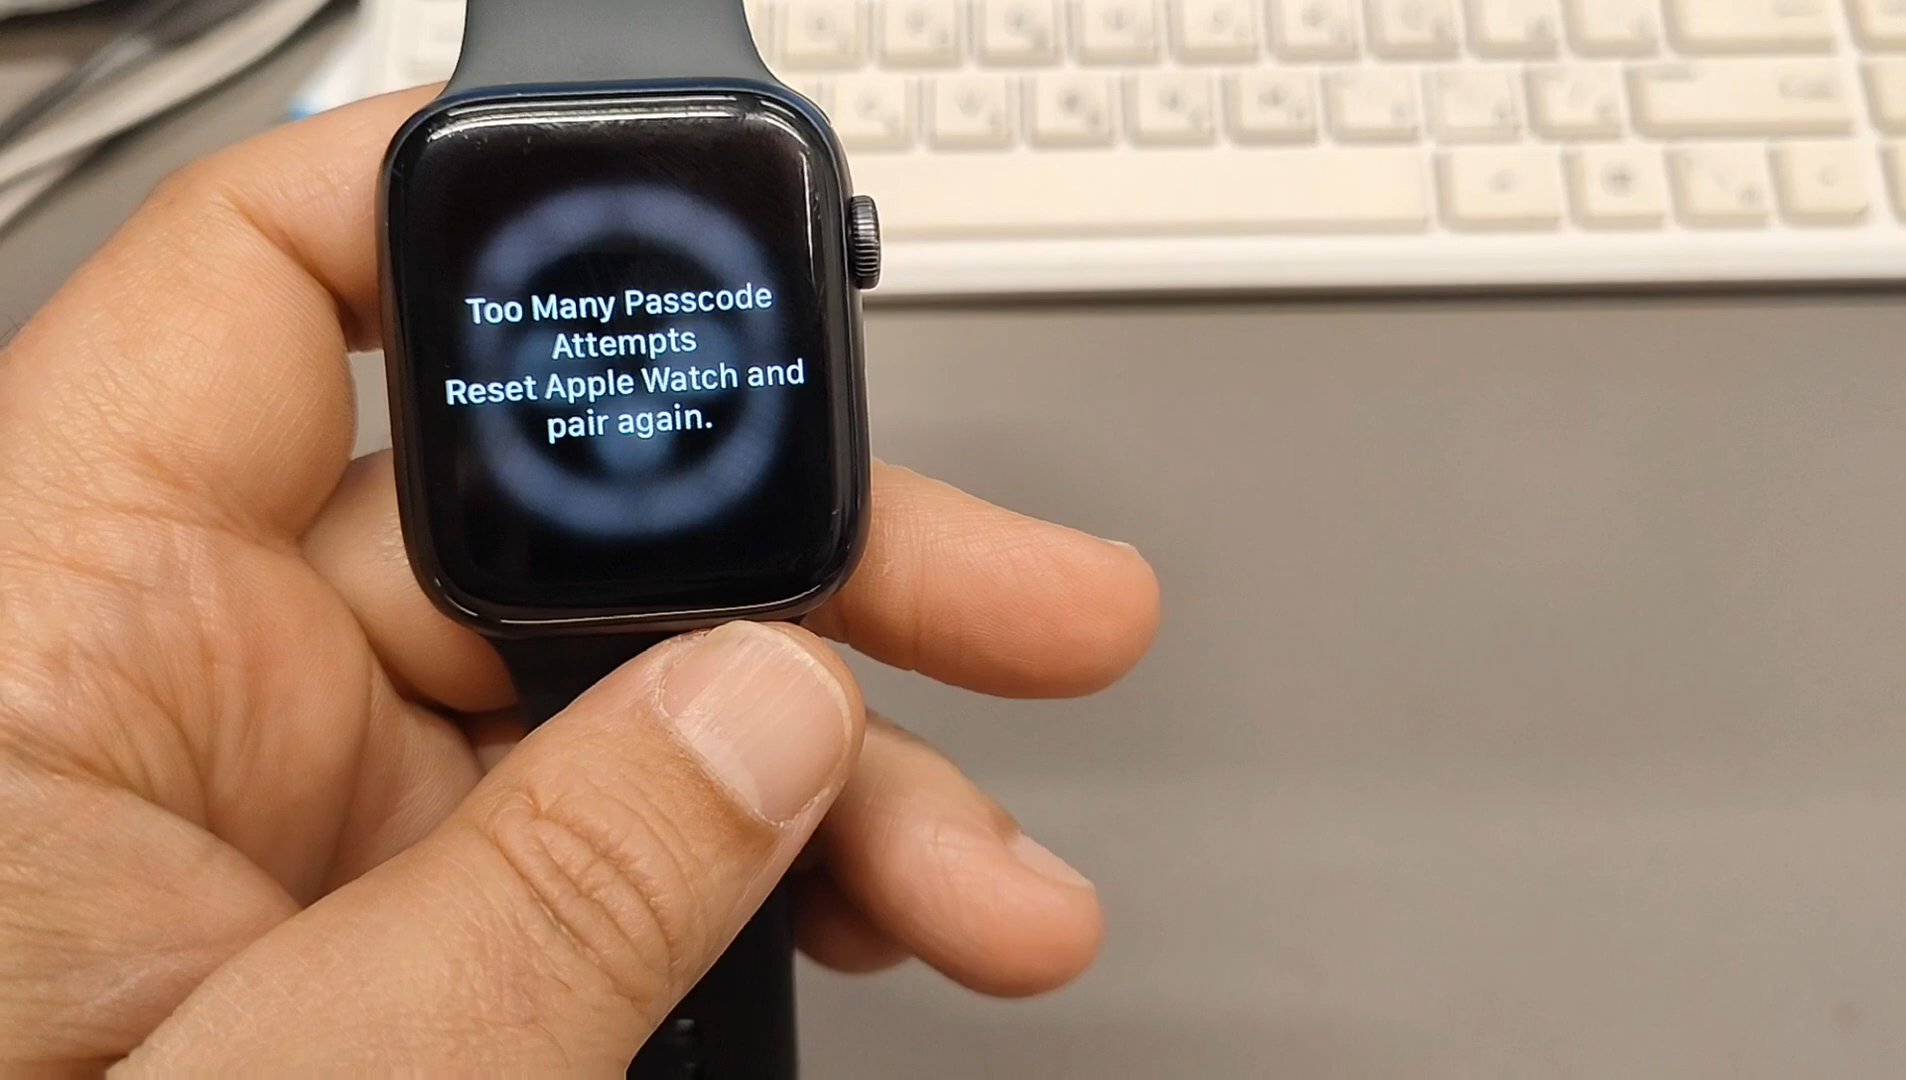 Too Many Passcode
Attempts
Reset Apple Watch and
pair again.